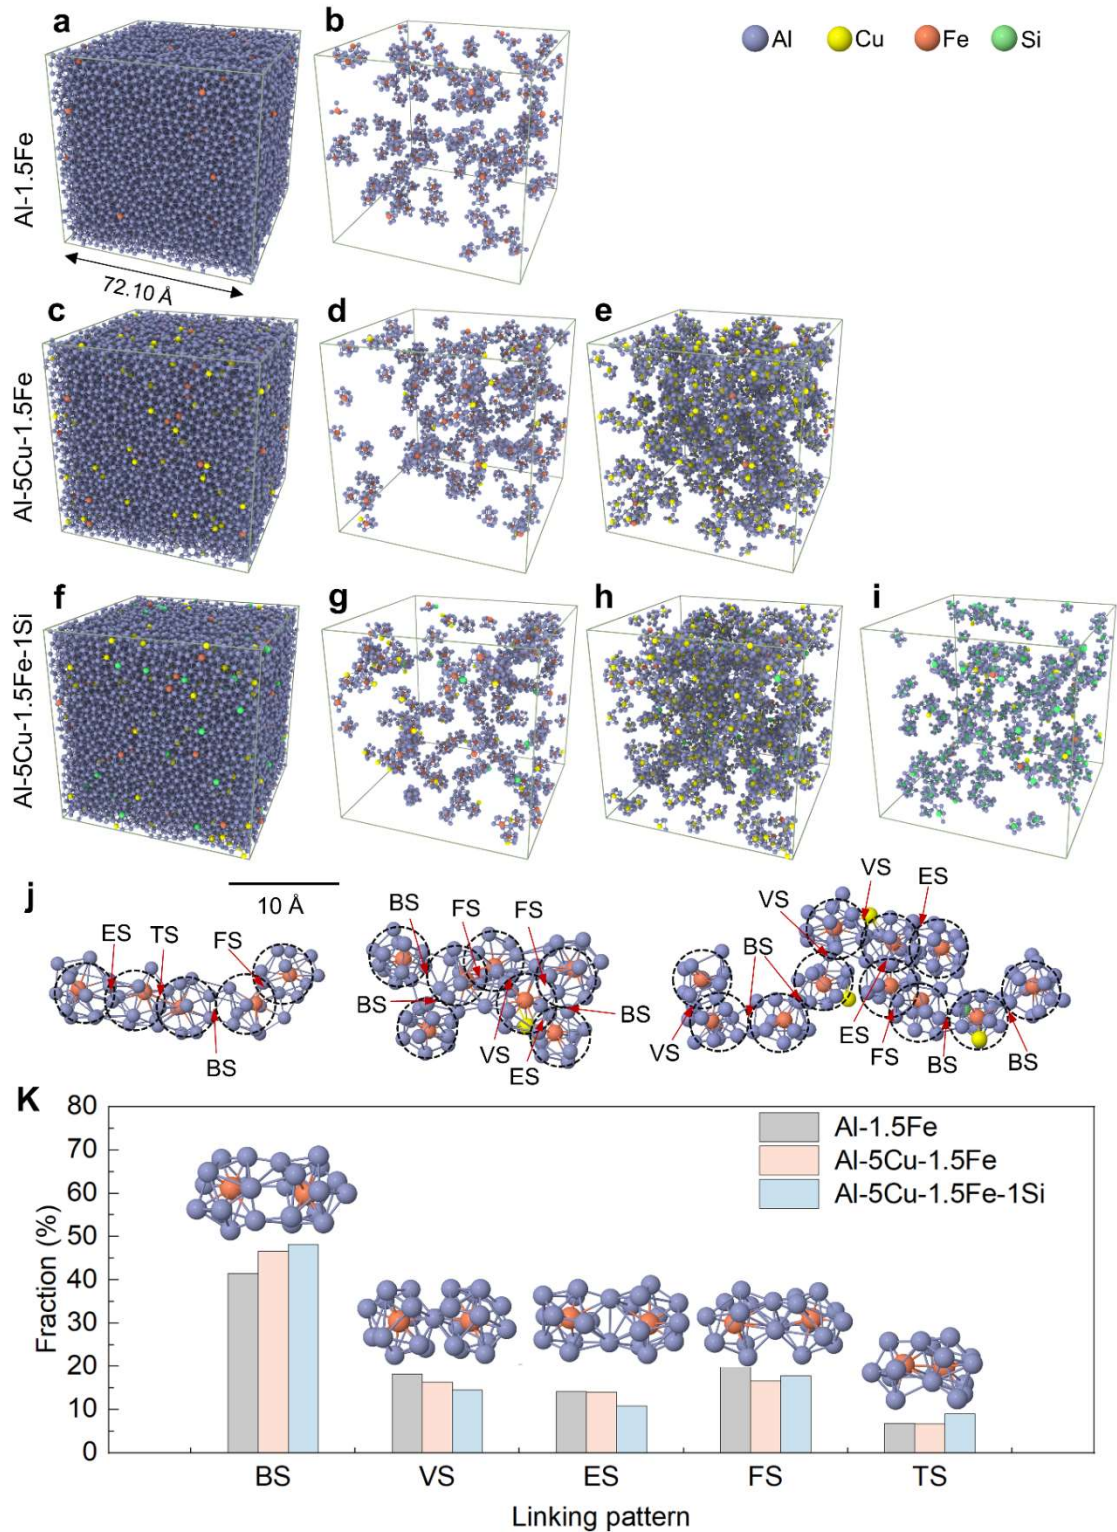 a
b
Al
Cu
Fe
Si
Al-1.5Fe
72.10 Å
c
d
e
Al-5Cu-1.5Fe
f
g
h
i
Al-5Cu-1.5Fe-1Si
j
10 Å
ES
TS
FS
BS
BS
FS
FS
BS
VS
ES
BS
VS
VS
ES
BS
VS
ES
FS
BS
BS
K
80
70
60
50
40
30
20
10
0
Fraction (%)
Al-1.5Fe
Al-5Cu-1.5Fe
Al-5Cu-1.5Fe-1Si
BS
VS
ES
FS
TS
Linking pattern